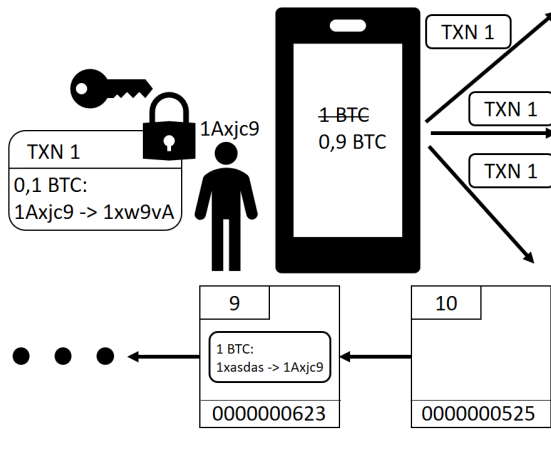 TXN 1
1 BTC
0,9 BTC
TXN 1
TXN 1
1Axjc9
TXN 1
0,1 BTC:
1Axjc9 -> 1xw9vA
9
10
1 BTC:
1xasdas -> 1Axjc9
0000000623
0000000525